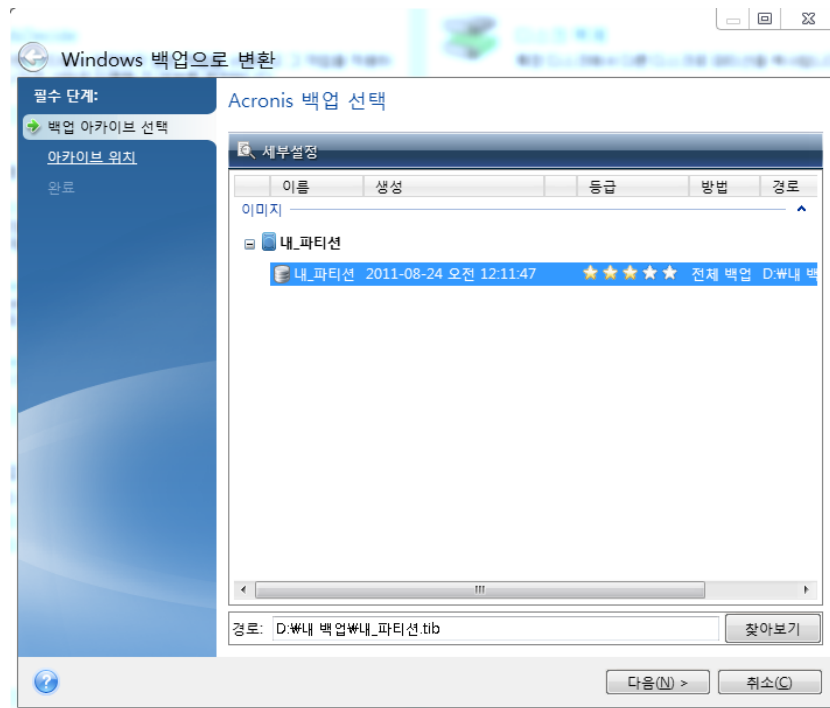 Windows 백업으로 변환
필수 단계:
백업 아카이브 선택
아카이브 위치
완료
Acronis 백업 선택
세부설정
이름 생성 등급 방법 경로
이미지
내_파티션
내_파티션 2011-08-24 오전 12:11:47 전체 백업 D:₩내 백
경로: D:₩내 백업₩내_파티션.tib 찾아보기
다음(N) > 취소(C)